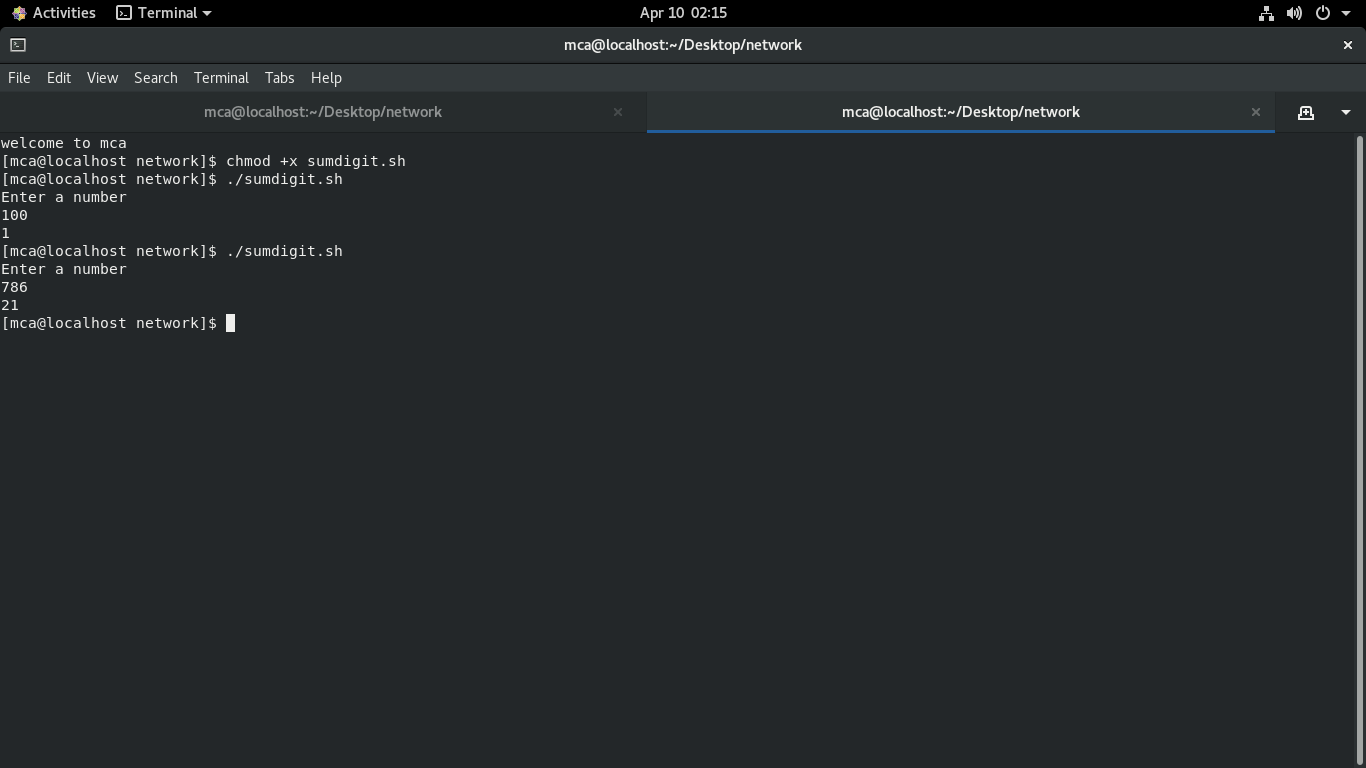 Activities Terminal Apr 10 02:15
mca@localhost:~/Desktop/network
File Edit View Search Terminal Tabs Help
mca@localhost:~/Desktop/network mca@localhost:~/Desktop/network
welcome to mca
[mca@localhost network]$ chmod +x sumdigit.sh
[mca@localhost network]$ ./sumdigit.sh
Enter a number
100
1
[mca@localhost network]$ ./sumdigit.sh
Enter a number
786
21
[mca@localhost network]$